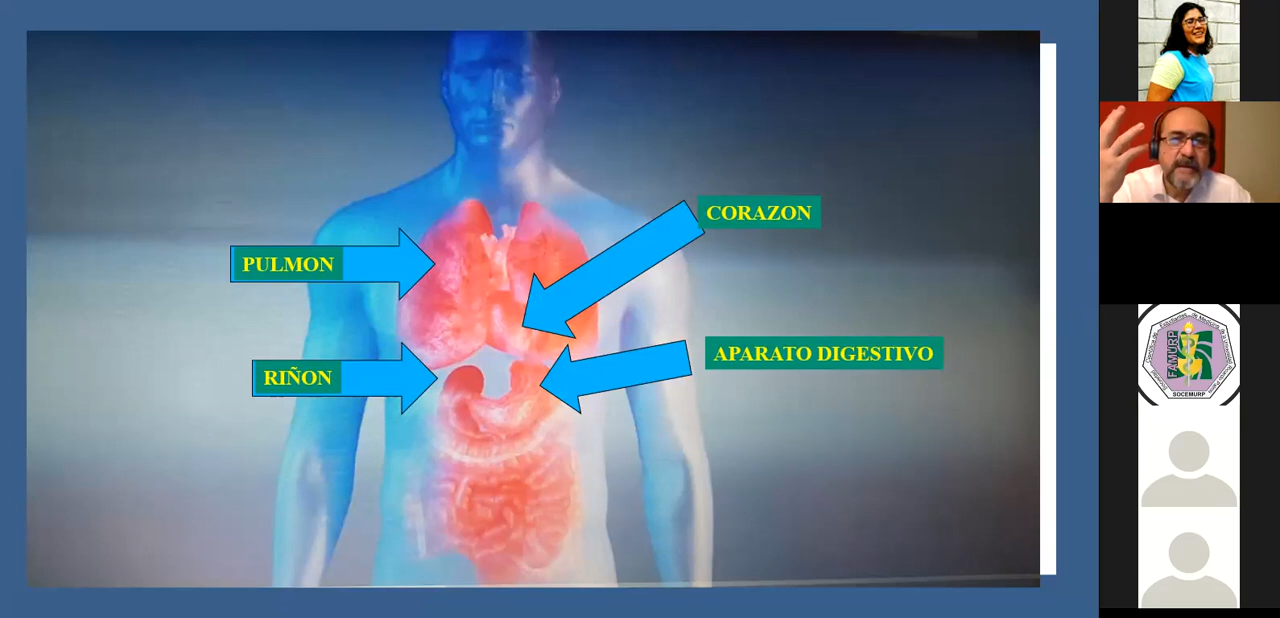 CORAZON
PULMON
APARATO DIGESTIVO
RIÑON
FAMURP
SOCEMURP